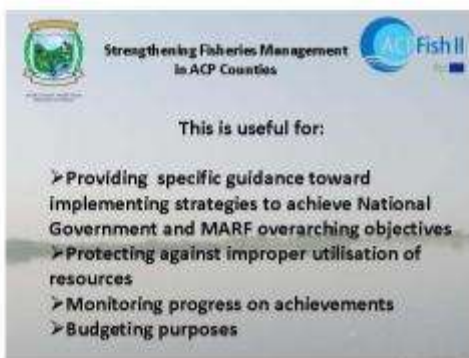 Strengthening Fisheries Management
in ACP Counties
ACP Fish II
This is useful for:
➢Providing specific guidance toward
implementing strategies to achieve National
Government and MARF overarching objectives
➢Protecting against improper utilisation of
resources
➢Monitoring progress on achievements
➢Budgeting purposes